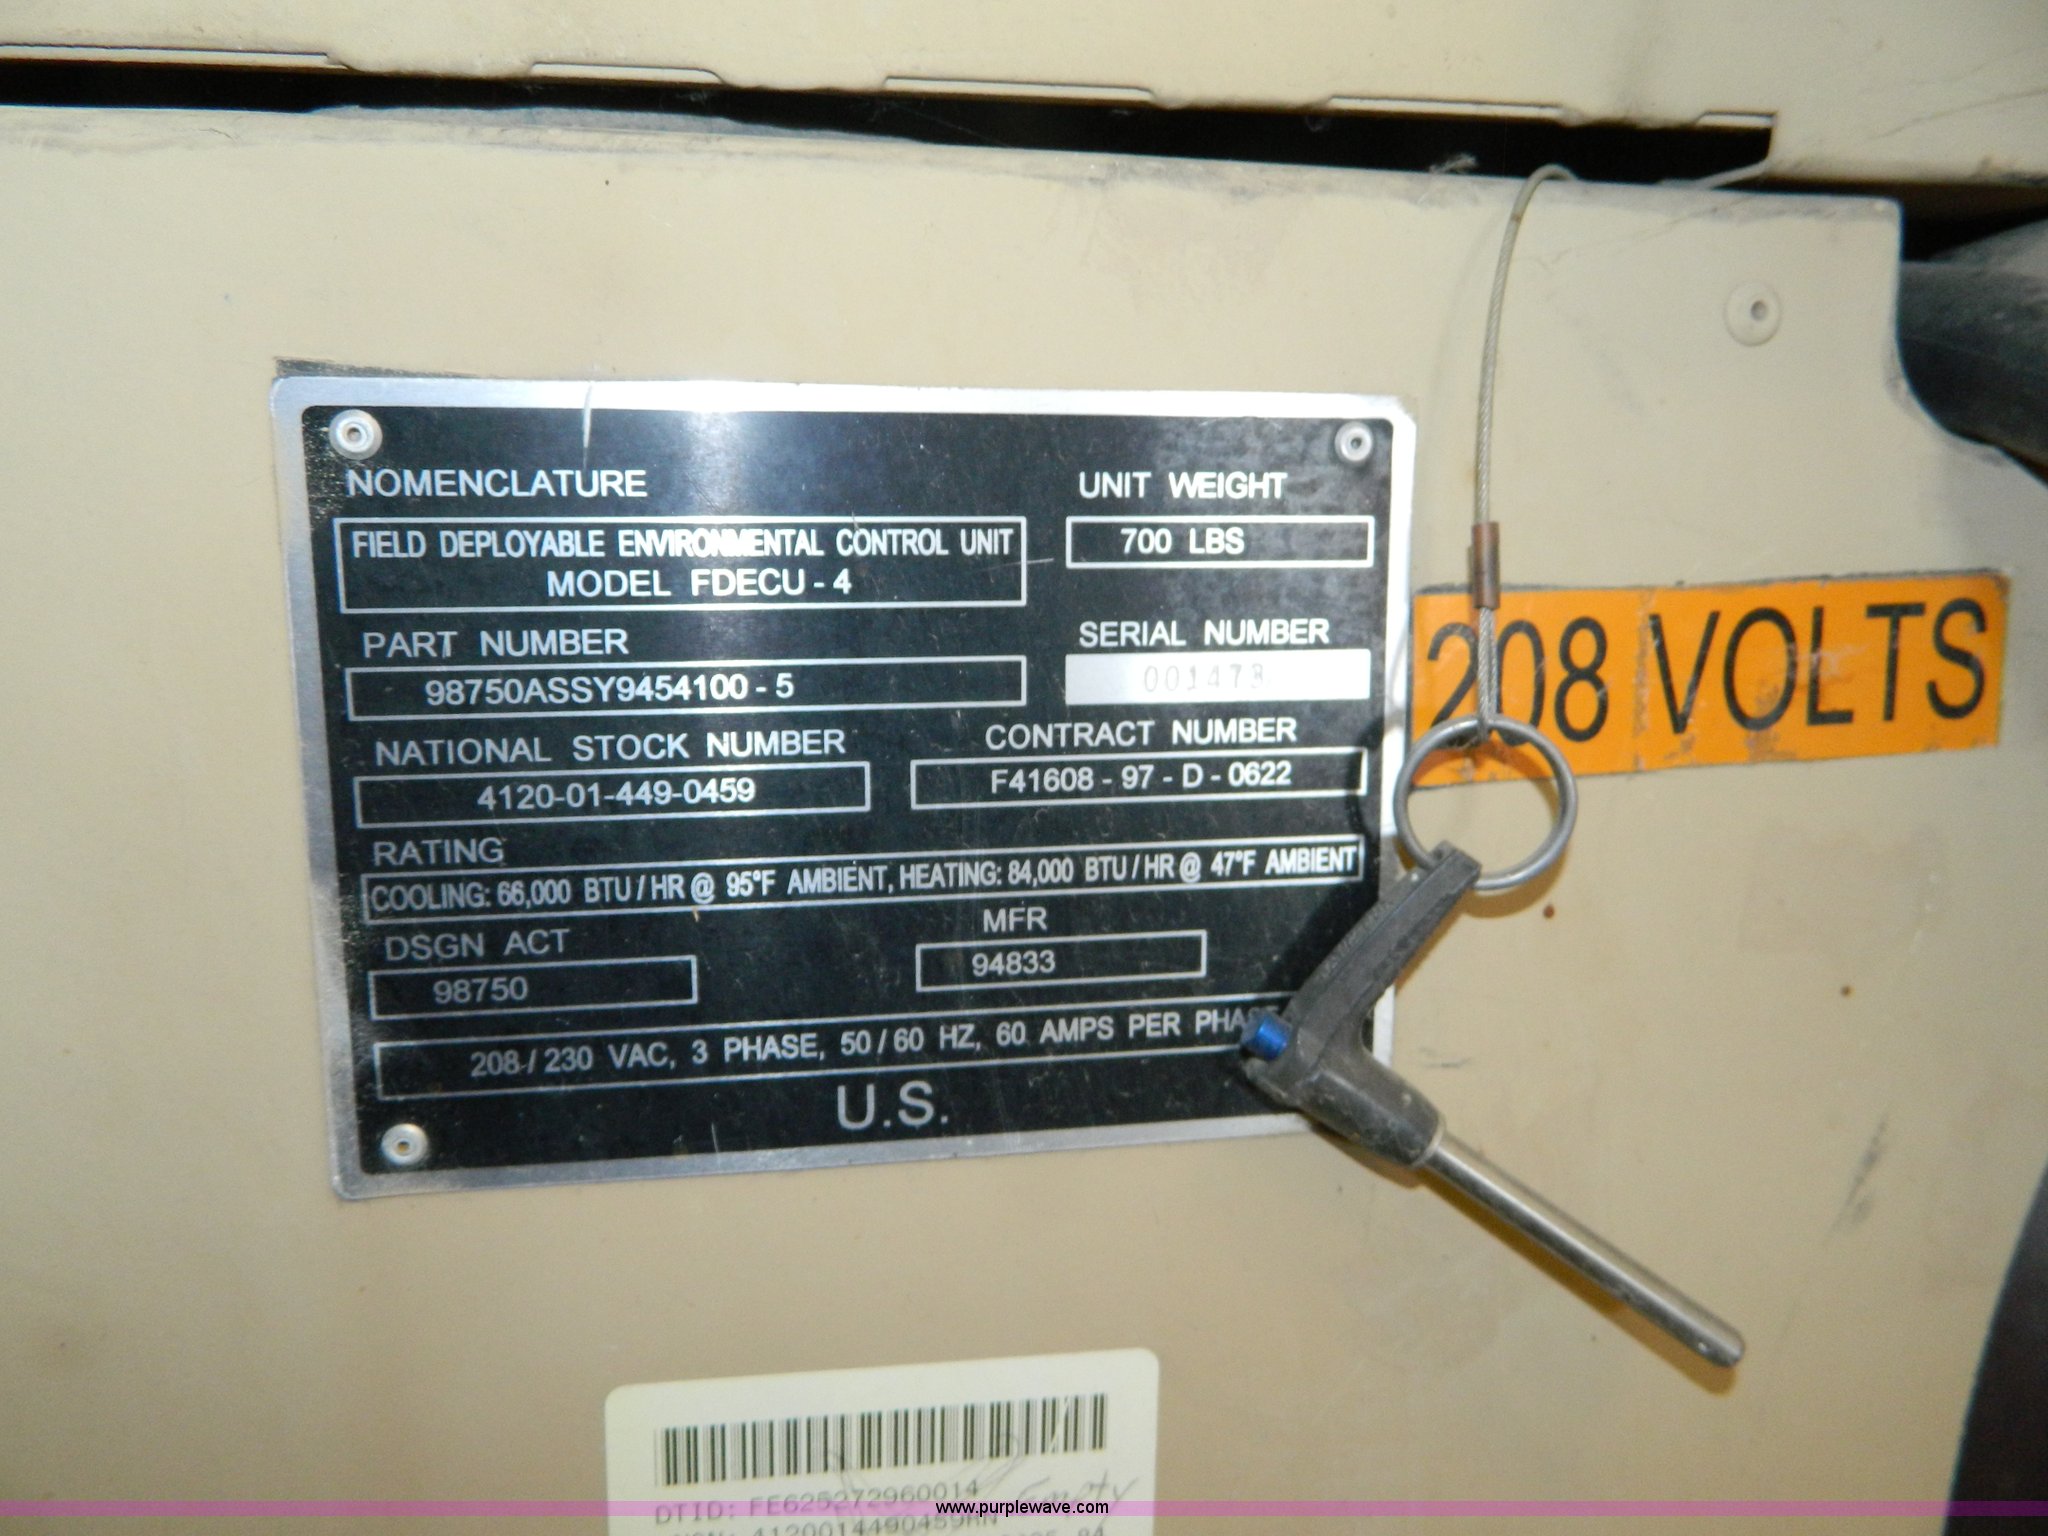 NOMENCLATURE
FIELD DEPLOYABLE ENVIRONMENTAL CONTROL UNIT
MODEL FDECU - 4
UNIT WEIGHT
700 LBS
PART NUMBER
98750ASSY9454100 - 5
SERIAL NUMBER
001473
NATIONAL STOCK NUMBER
4120-01-449-0459
CONTRACT NUMBER
F41608 - 97 - D - 0622
RATING
COOLING: 66,000 BTU / HR @ 95°F AMBIENT, HEATING: 84,000 BTU / HR @ 47°F AMBIENT
DSGN ACT
98750
MFR
94833
208 / 230 VAC, 3 PHASE, 50 / 60 HZ, 60 AMPS PER PHASE
U.S.
208 VOLTS
DTID: FE625272960014 Empty
4120014490459RN
www.purplewave.com